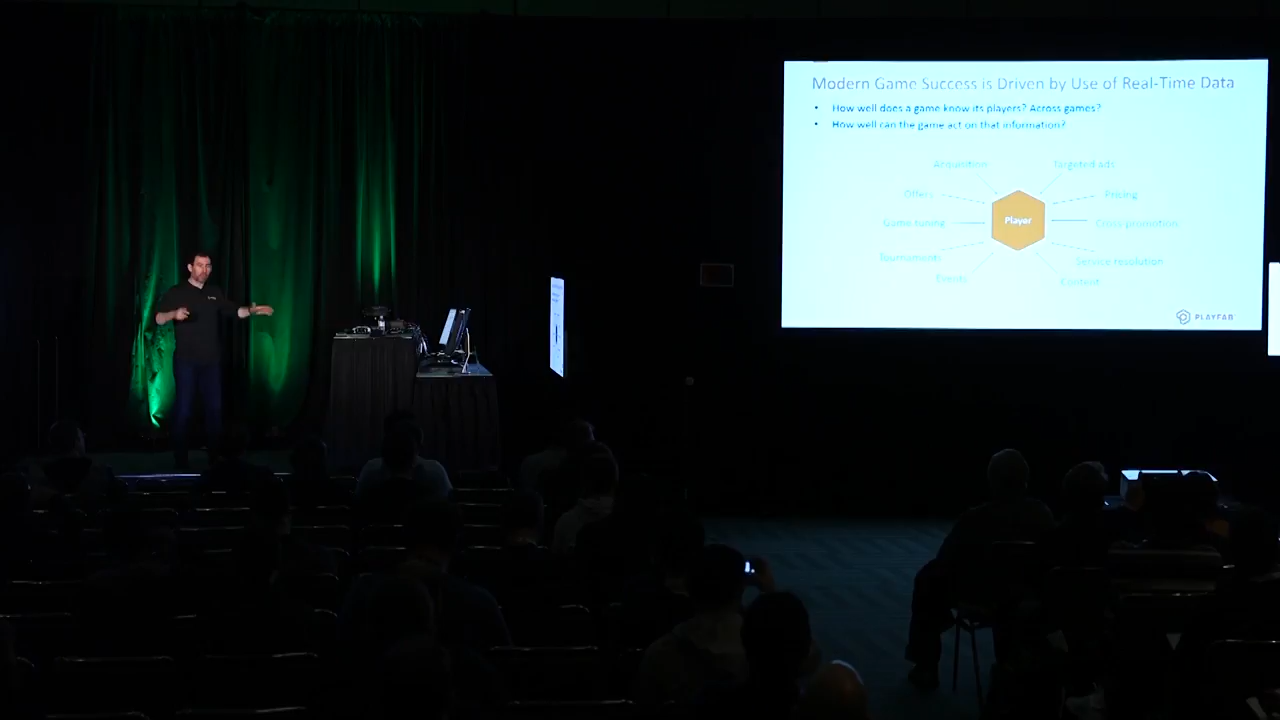 Modern Game Success is Driven by Use of Real-Time Data
• How well does a game know its players? Across games?
• How well can the game act on that information?
Acquisition
Targeted ads
Offers
Pricing
Game tuning
Player
Cross promotion
Tournaments
Service resolution
Events
Content
PLAYFAB